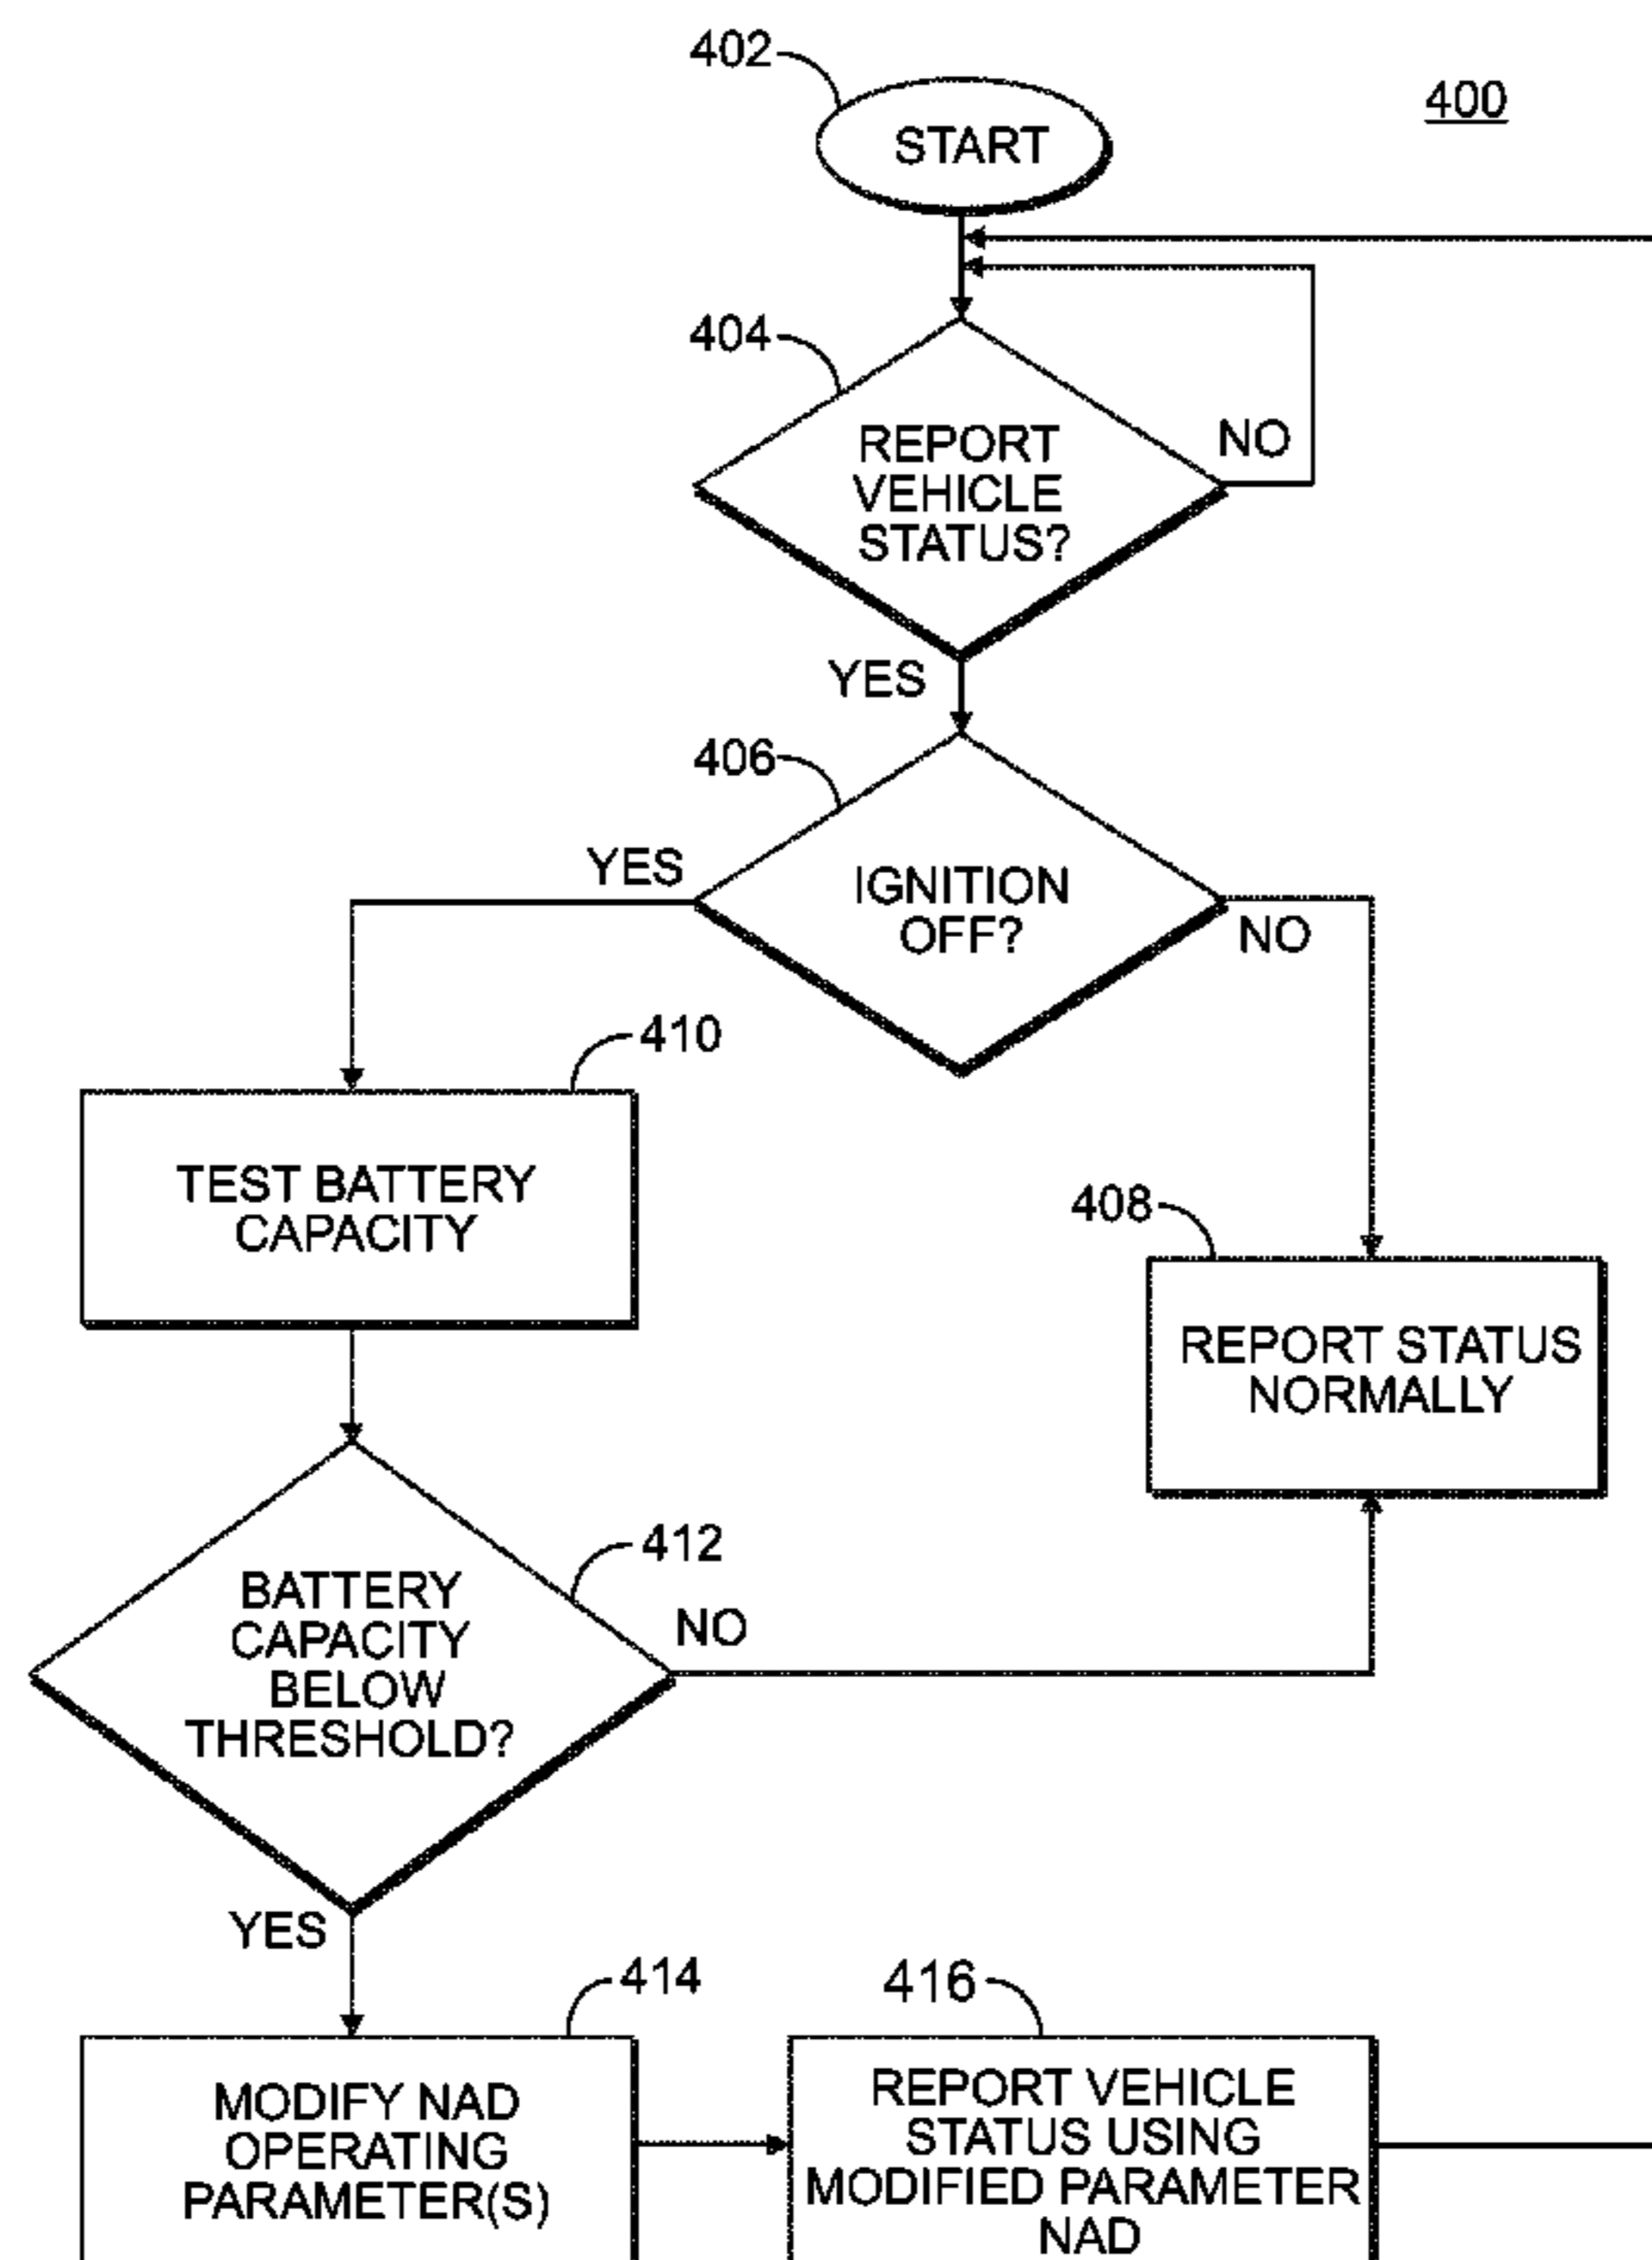 402
START
400
404
REPORT
VEHICLE
STATUS?
NO
YES
406
IGNITION
OFF?
YES
NO
410
TEST BATTERY
CAPACITY
408
REPORT STATUS
NORMALLY
412
BATTERY
CAPACITY
BELOW
THRESHOLD?
NO
YES
414
MODIFY NAD
OPERATING
PARAMETER(S)
416
REPORT VEHICLE
STATUS USING
MODIFIED PARAMETER
NAD